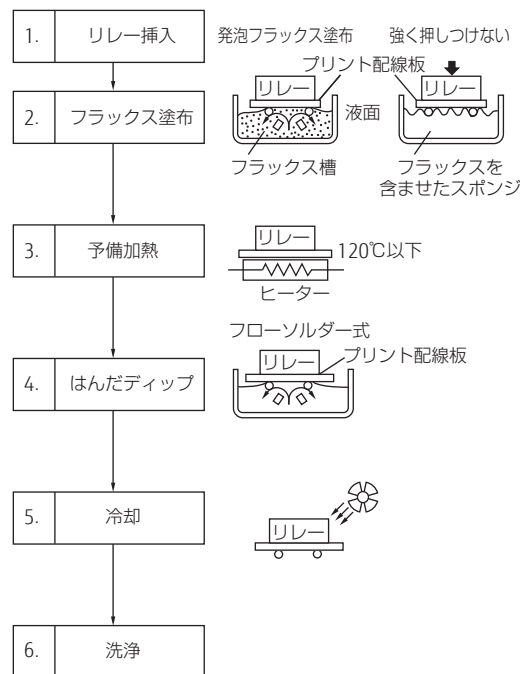 1. リレー挿入
発泡フラックス塗布
強く押しつけない
プリント配線板
リレー
リレー
2. フラックス塗布
液面
フラックス槽
フラックスを
含ませたスポンジ
3. 予備加熱
リレー
120℃以下
ヒーター
フローソルダー式
プリント配線板
リレー
4. はんだディップ
5. 冷却
リレー
6. 洗浄